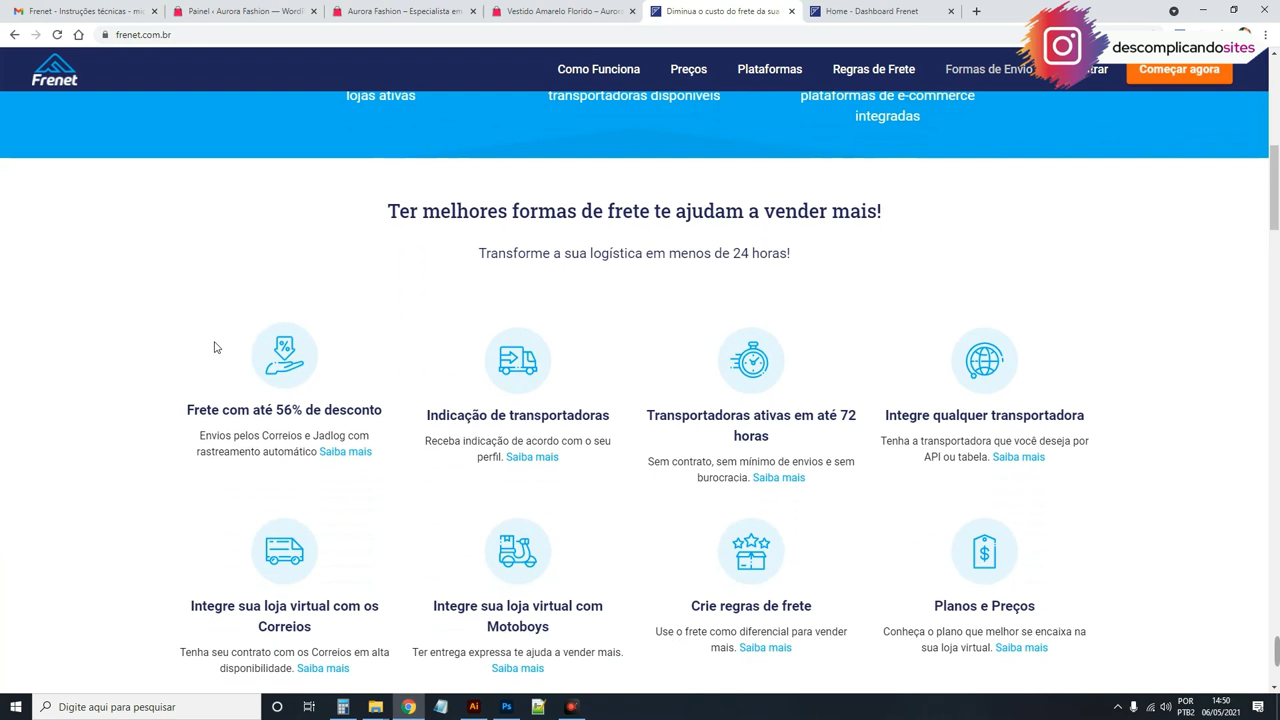 Gmail × Todos os itens recebidos – ministr ×
Painel ‹ Aurora Fashion — WordP ×
Aurora Fashion – Especialista em ×
Vestido Amarelo Florido – Aurora ×
Diminua o custo do frete da sua ×
Home - Dashboard Frenet ×
frenet.com.br
descomplicandosites
Frenet
Como Funciona Preços Plataformas Regras de Frete Formas de Envio trar Começar agora
lojas ativas transportadoras disponíveis plataformas de e-commerce
integradas
Ter melhores formas de frete te ajudam a vender mais!
Transforme a sua logística em menos de 24 horas!
Frete com até 56% de desconto
Envios pelos Correios e Jadlog com
rastreamento automático Saiba mais
Indicação de transportadoras
Receba indicação de acordo com o seu
perfil. Saiba mais
Transportadoras ativas em até 72
horas
Sem contrato, sem mínimo de envios e sem
burocracia. Saiba mais
Integre qualquer transportadora
Tenha a transportadora que você deseja por
API ou tabela. Saiba mais
Integre sua loja virtual com os
Correios
Tenha seu contrato com os Correios em alta
disponibilidade. Saiba mais
Integre sua loja virtual com
Motoboys
Ter entrega expressa te ajuda a vender mais.
Saiba mais
Crie regras de frete
Use o frete como diferencial para vender
mais. Saiba mais
Planos e Preços
Conheça o plano que melhor se encaixa na
sua loja virtual. Saiba mais
Digite aqui para pesquisar
Ai
Ps
POR
PTB2
14:50
06/05/2021